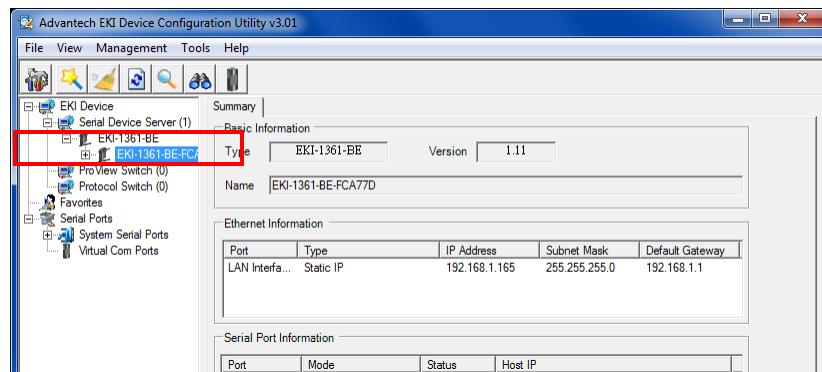 Advantech EKI Device Configuration Utility v3.01
File View Management Tools Help
EKI Device
Serial Device Server (1)
EKI-1361-BE
EKI-1361-BE-FCA
ProView Switch (0)
Protocol Switch (0)
Favorites
Serial Ports
System Serial Ports
Virtual Com Ports
Summary
Basic Information
Type EKI-1361-BE Version 1.11
Name EKI-1361-BE-FCA77D
Ethernet Information
Port Type IP Address Subnet Mask Default Gateway
LAN Interfa... Static IP 192.168.1.165 255.255.255.0 192.168.1.1
Serial Port Information
Port Mode Status Host IP